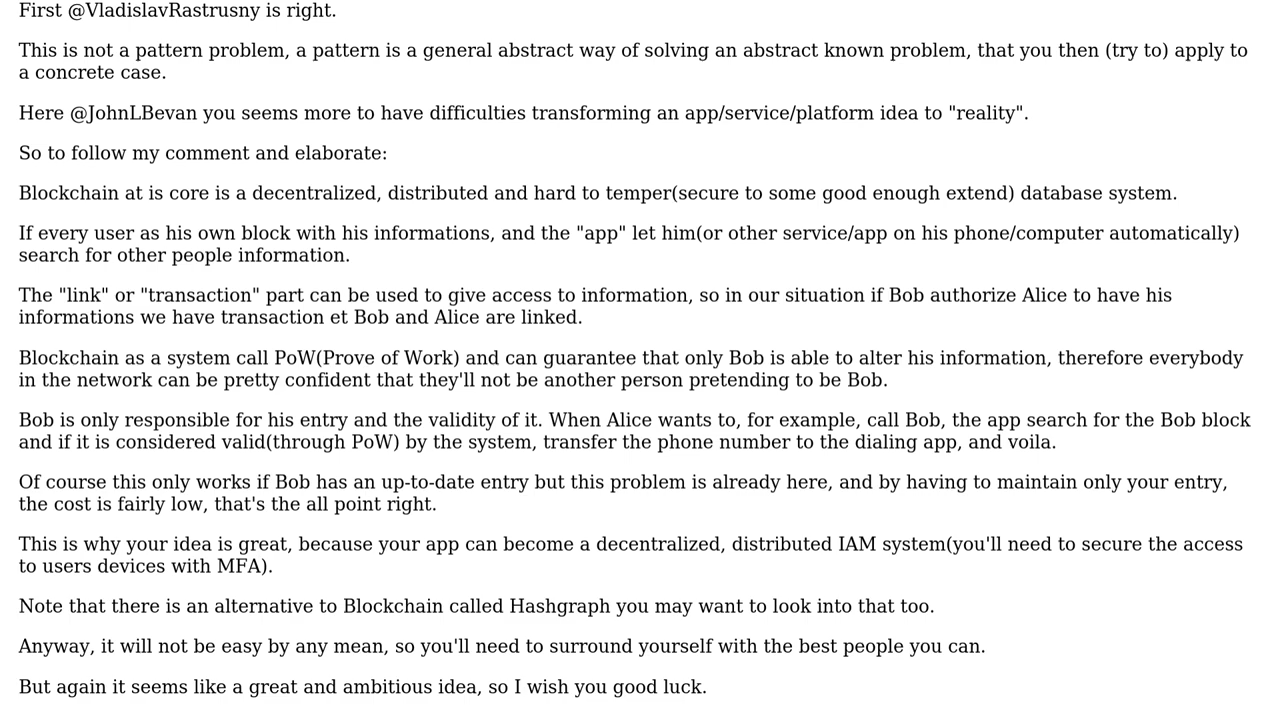 First @VladislavRastrusny is right.
This is not a pattern problem, a pattern is a general abstract way of solving an abstract known problem, that you then (try to) apply to
a concrete case.
Here @JohnLBevan you seems more to have difficulties transforming an app/service/platform idea to "reality".
So to follow my comment and elaborate:
Blockchain at is core is a decentralized, distributed and hard to temper(secure to some good enough extend) database system.
If every user as his own block with his informations, and the "app" let him(or other service/app on his phone/computer automatically)
search for other people information.
The "link" or "transaction" part can be used to give access to information, so in our situation if Bob authorize Alice to have his
informations we have transaction et Bob and Alice are linked.
Blockchain as a system call PoW(Prove of Work) and can guarantee that only Bob is able to alter his information, therefore everybody
in the network can be pretty confident that they'll not be another person pretending to be Bob.
Bob is only responsible for his entry and the validity of it. When Alice wants to, for example, call Bob, the app search for the Bob block
and if it is considered valid(through PoW) by the system, transfer the phone number to the dialing app, and voila.
Of course this only works if Bob has an up-to-date entry but this problem is already here, and by having to maintain only your entry,
the cost is fairly low, that's the all point right.
This is why your idea is great, because your app can become a decentralized, distributed IAM system(you'll need to secure the access
to users devices with MFA).
Note that there is an alternative to Blockchain called Hashgraph you may want to look into that too.
Anyway, it will not be easy by any mean, so you'll need to surround yourself with the best people you can.
But again it seems like a great and ambitious idea, so I wish you good luck.